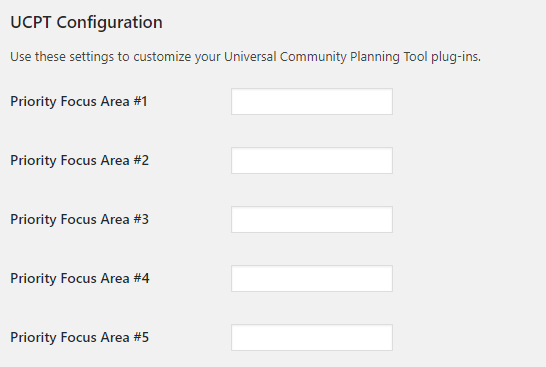 UCPT Configuration
Use these settings to customize your Universal Community Planning Tool plug-ins.
Priority Focus Area #1
Priority Focus Area #2
Priority Focus Area #3
Priority Focus Area #4
Priority Focus Area #5